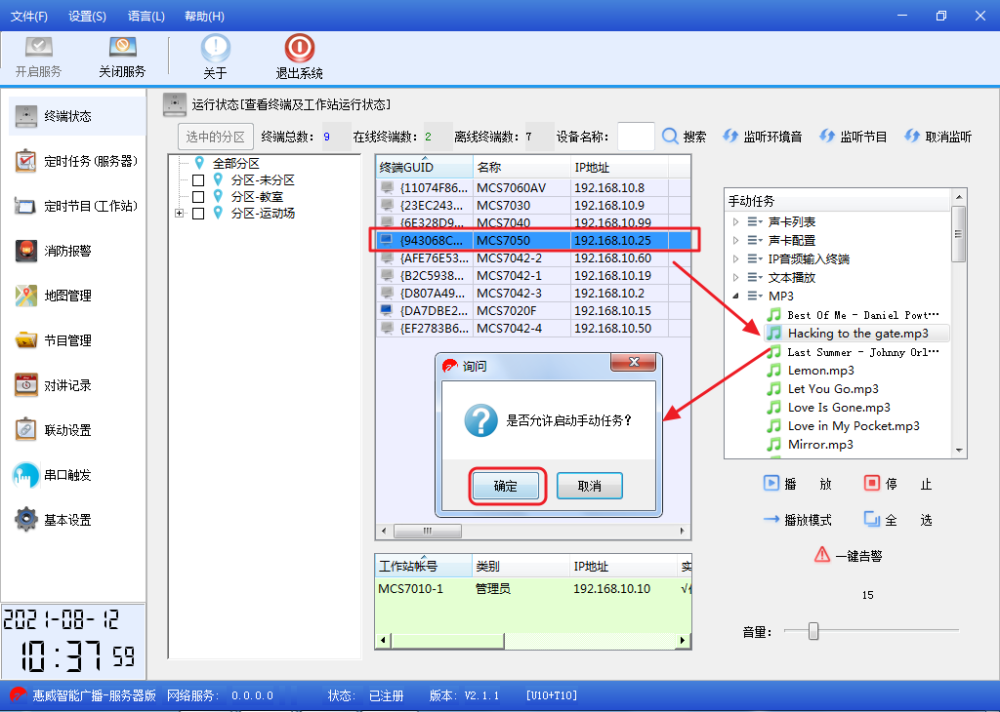 文件(F) 设置(S) 语言(L) 帮助(H)
开启服务 关闭服务 关于 退出系统
终端状态
定时任务(服务器)
定时节目(工作站)
消防报警
地图管理
节目管理
对讲记录
联动设置
串口触发
基本设置
2021-08-12
10:37 59
运行状态[查看终端及工作站运行状态]
选中的分区 终端总数: 9 在线终端数: 2 离线终端数: 7 设备名称: 搜索 监听环境音 监听节目 取消监听
全部分区
分区-未分区
分区-教室
分区-运动场
终端GUID 名称 IP地址
{11074F86... MCS7060AV 192.168.10.8
{23EC243... MCS7030 192.168.10.9
{6E328D9... MCS7040 192.168.10.99
{943068C... MCS7050 192.168.10.25
{AFE76E53... MCS7042-2 192.168.10.60
{B2C5938... MCS7042-1 192.168.10.19
{D807A49... MCS7042-3 192.168.10.2
{DA7DBE2... MCS7020F 192.168.10.15
{EF2783B6... MCS7042-4 192.168.10.50
询问
是否允许启动手动任务?
确定 取消
工作站帐号 类别 IP地址 实
MCS7010-1 管理员 192.168.10.10
手动任务
声卡列表
声卡配置
IP音频输入终端
文本播放
MP3
Best Of Me - Daniel Powt···
Hacking to the gate.mp3
Last Summer - Johnny Orl···
Lemon.mp3
Let You Go.mp3
Love Is Gone.mp3
Love in My Pocket.mp3
Mirror.mp3
播 放 停 止
播放模式 全 选
一键告警
15
音量:
惠威智能广播-服务器版 网络服务: 0.0.0.0 状态: 已注册 版本: V2.1.1 [U10+T10]